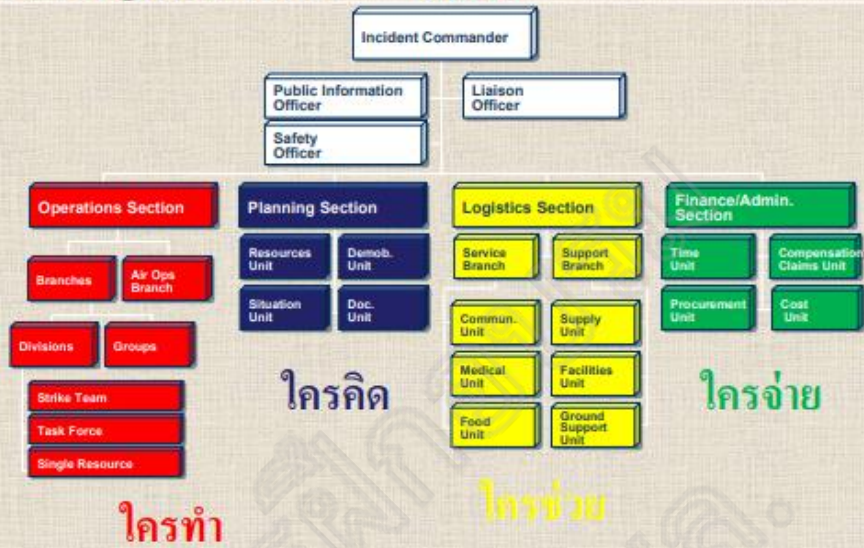 Incident Commander
Public Information
Officer
Liaison
Officer
Safety
Officer
Operations Section
Planning Section
Logistics Section
Finance/Admin.
Section
Branches
Air Ops
Branch
Divisions
Groups
Strike Team
Task Force
Single Resource
ใครทำ
Resources
Unit
Demob.
Unit
Situation
Unit
Doc.
Unit
ใครคิด
Service
Branch
Support
Branch
Commun.
Unit
Supply
Unit
Medical
Unit
Facilities
Unit
Food
Unit
Ground
Support
Unit
ใครช่วย
Time
Unit
Compensation
Claims Unit
Procurement
Unit
Cost
Unit
ใครจ่าย